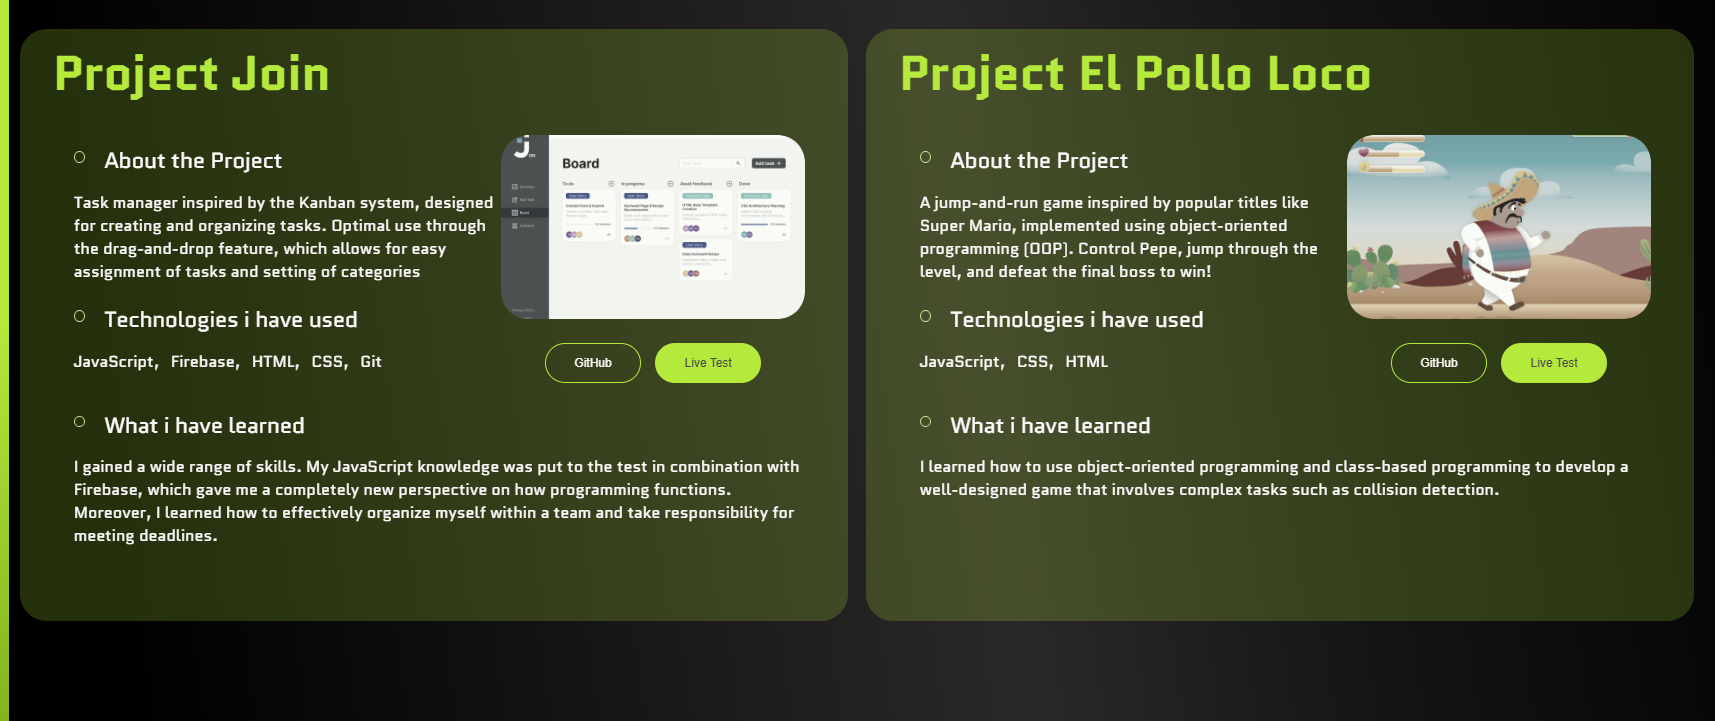 Project Join
About the Project
Task manager inspired by the Kanban system, designed
for creating and organizing tasks. Optimal use through
the drag-and-drop feature, which allows for easy
assignment of tasks and setting of categories
Board
Add task +
To do
In progress
Await feedback
Done
Technologies i have used
JavaScript, Firebase, HTML, CSS, Git
GitHub
Live Test
What i have learned
I gained a wide range of skills. My JavaScript knowledge was put to the test in combination with
Firebase, which gave me a completely new perspective on how programming functions.
Moreover, I learned how to effectively organize myself within a team and take responsibility for
meeting deadlines.
Project El Pollo Loco
About the Project
A jump-and-run game inspired by popular titles like
Super Mario, implemented using object-oriented
programming (OOP). Control Pepe, jump through the
level, and defeat the final boss to win!
Technologies i have used
JavaScript, CSS, HTML
GitHub
Live Test
What i have learned
I learned how to use object-oriented programming and class-based programming to develop a
well-designed game that involves complex tasks such as collision detection.